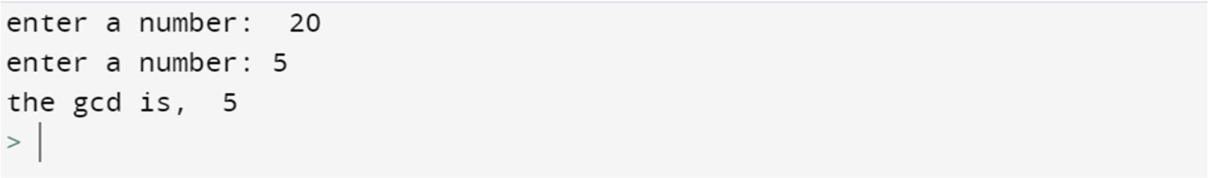 enter a number:  20
enter a number: 5
the gcd is,  5
>